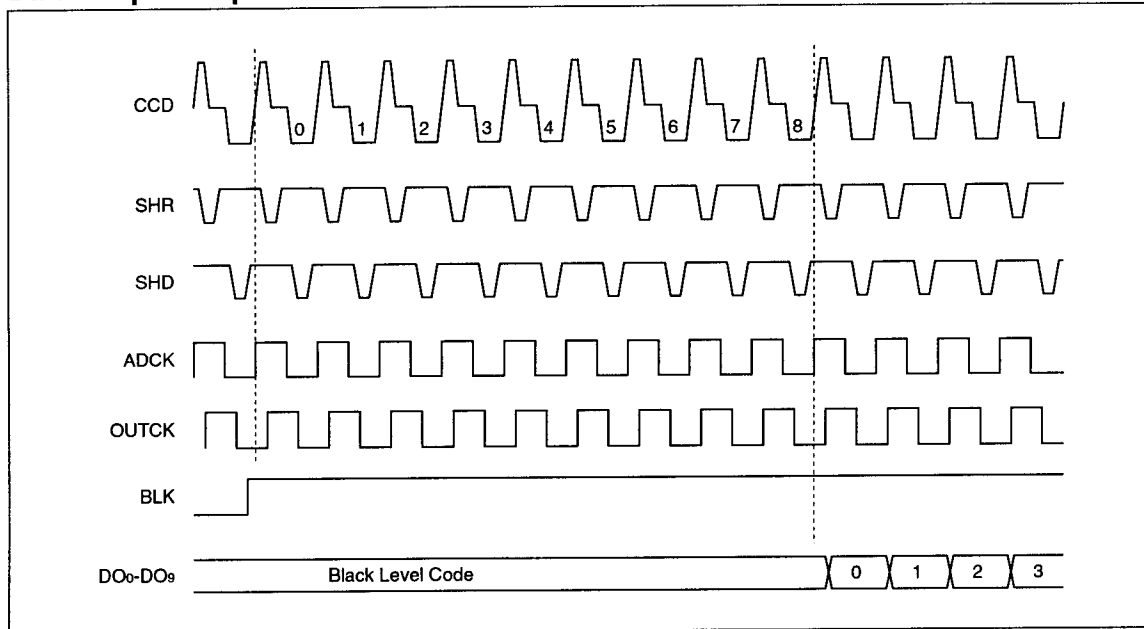 CCD
0 1 2 3 4 5 6 7 8
SHR
SHD
ADCK
OUTCK
BLK
DO0-DO9 Black Level Code 0 1 2 3